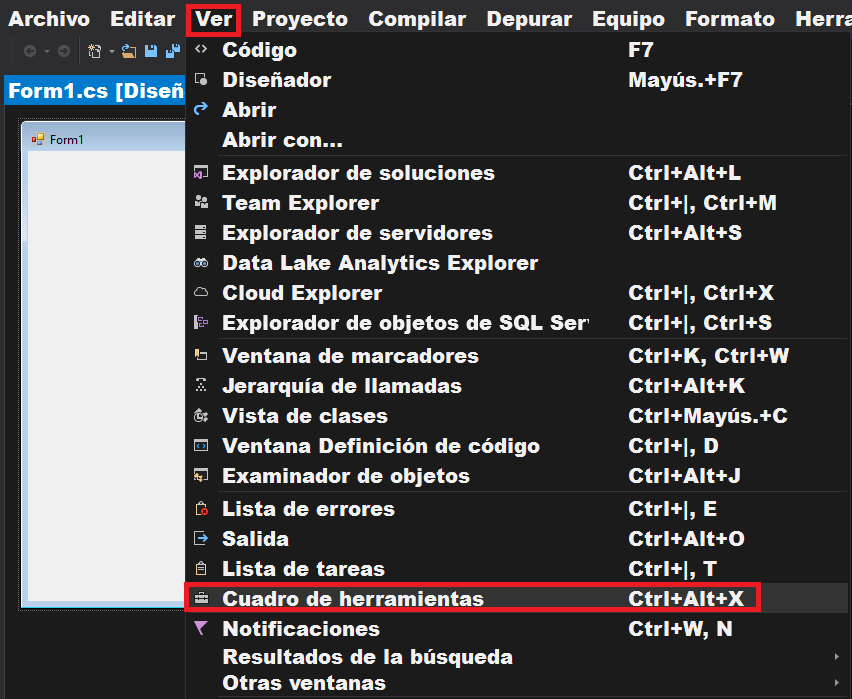 Archivo Editar Ver Proyecto Compilar Depurar Equipo Formato Herra
Form1.cs [Diseñ
Form1
Código F7
Diseñador Mayús.+F7
Abrir
Abrir con...
Explorador de soluciones Ctrl+Alt+L
Team Explorer Ctrl+|, Ctrl+M
Explorador de servidores Ctrl+Alt+S
Data Lake Analytics Explorer
Cloud Explorer Ctrl+|, Ctrl+X
Explorador de objetos de SQL Ser Ctrl+|, Ctrl+S
Ventana de marcadores Ctrl+K, Ctrl+W
Jerarquía de llamadas Ctrl+Alt+K
Vista de clases Ctrl+Mayús.+C
Ventana Definición de código Ctrl+|, D
Examinador de objetos Ctrl+Alt+J
Lista de errores Ctrl+|, E
Salida Ctrl+Alt+O
Lista de tareas Ctrl+|, T
Cuadro de herramientas Ctrl+Alt+X
Notificaciones Ctrl+W, N
Resultados de la búsqueda
Otras ventanas